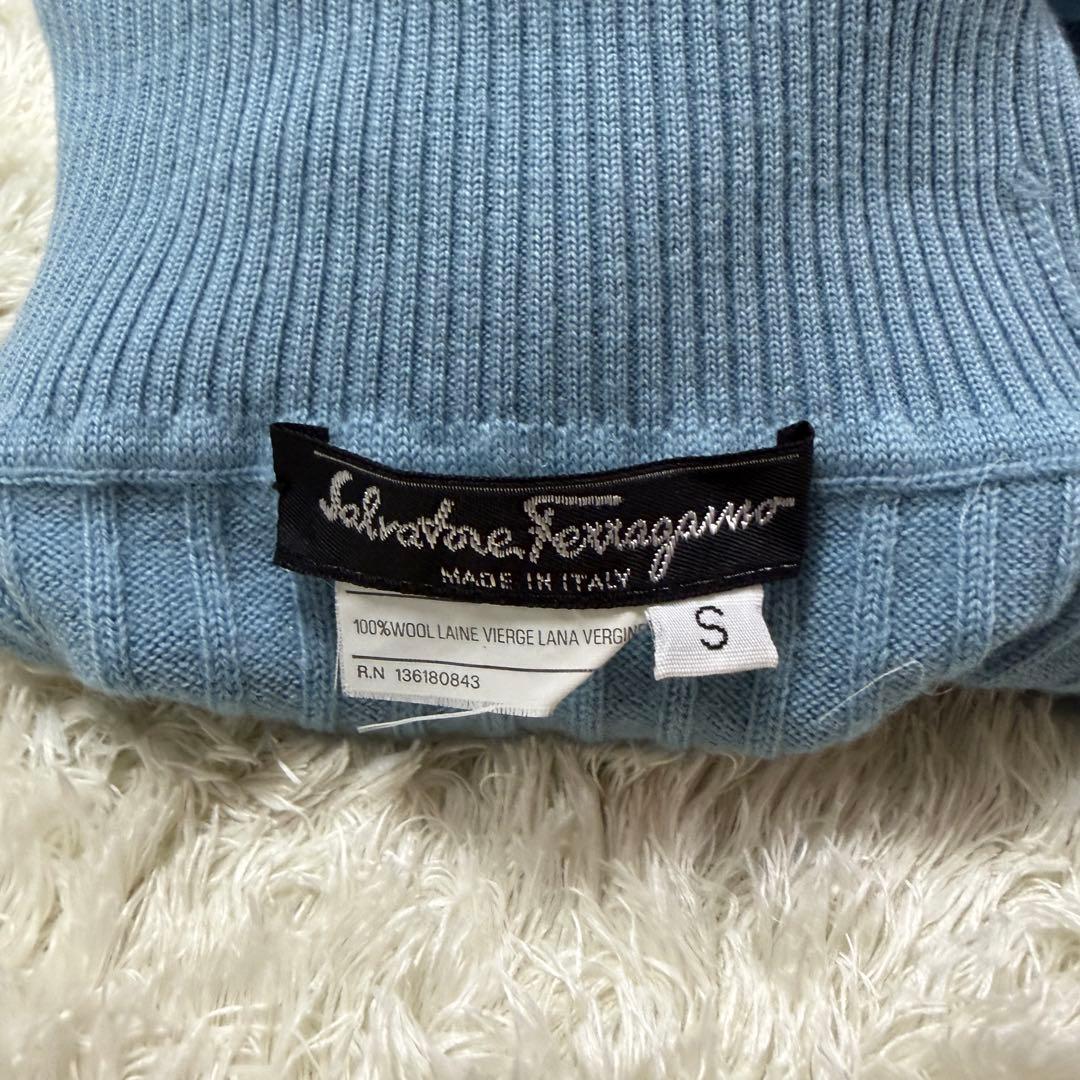 Salvatore Ferragamo
MADE IN ITALY
100%WOOL LAINE VIERGE LANA VERGINE
S
R.N 136180843